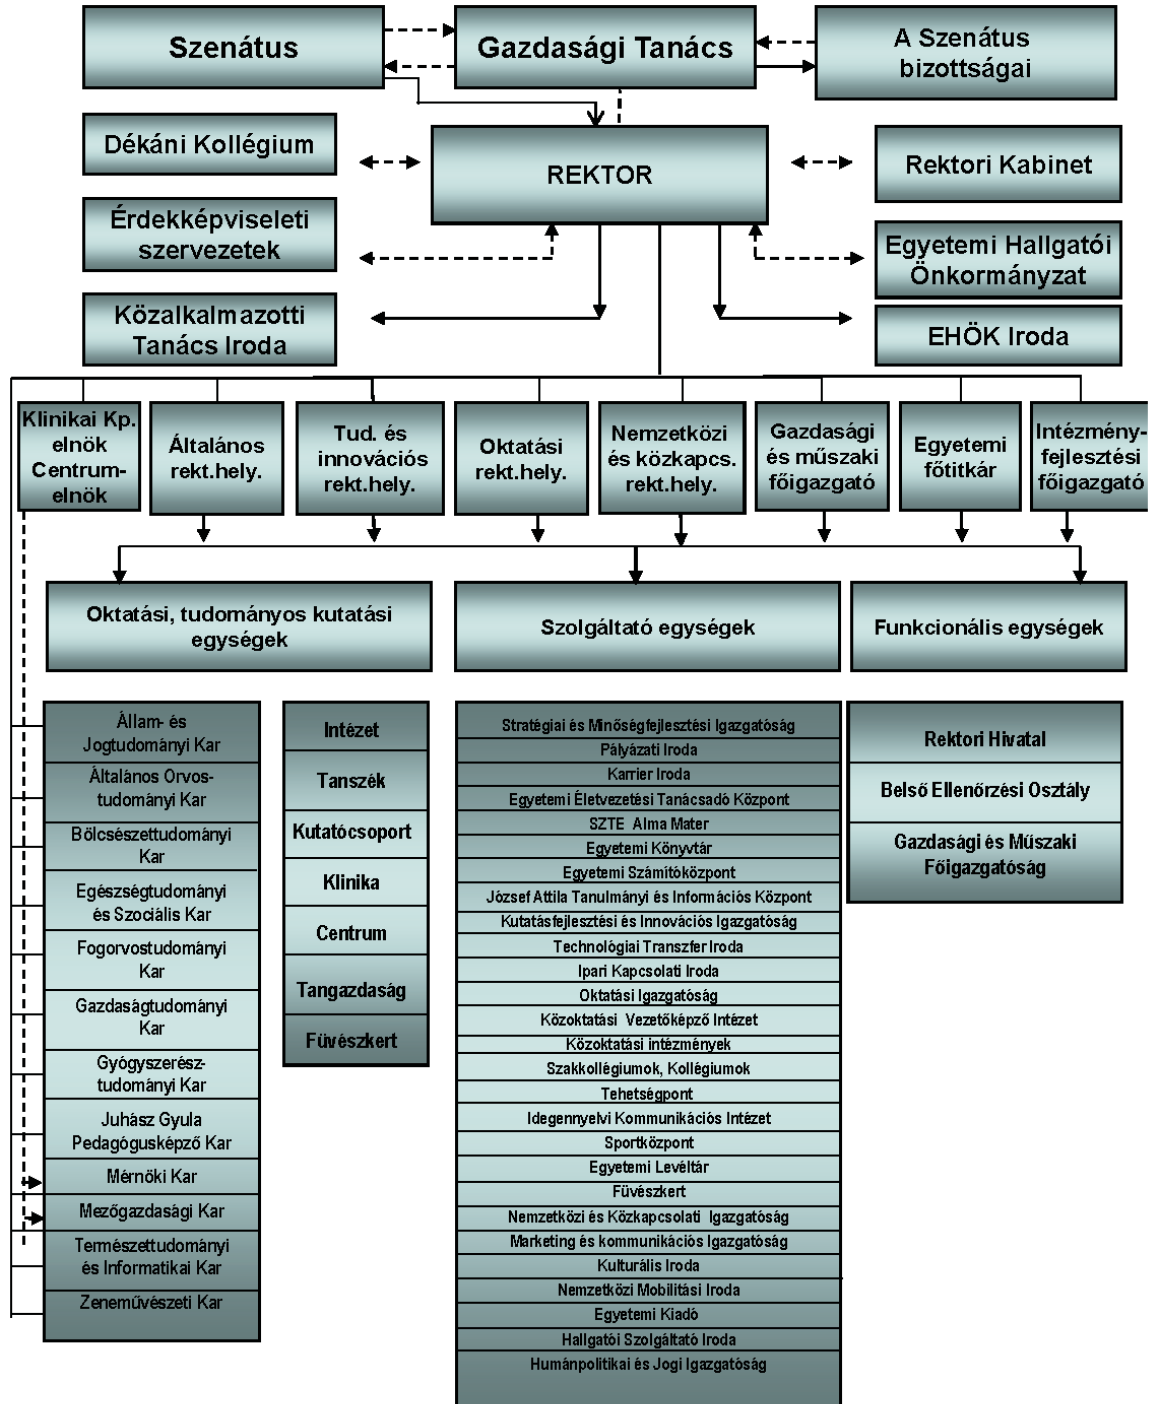 Szenátus
Gazdasági Tanács
A Szenátus
bizottságai
Dékáni Kollégium
REKTOR
Rektori Kabinet
Érdekképviseleti
szervezetek
Egyetemi Hallgatói
Önkormányzat
Közalkalmazotti
Tanács Iroda
EHÖK Iroda
Klinikai Kp.
elnök
Centrum-
elnök
Általános
rekt.hely.
Tud. és
innovációs
rekt.hely.
Oktatási
rekt.hely.
Nemzetközi
és közkapcs.
rekt.hely.
Gazdasági
és műszaki
főigazgató
Egyetemi
főtitkár
Intézmény-
fejlesztési
főigazgató
Oktatási, tudományos kutatási
egységek
Szolgáltató egységek
Funkcionális egységek
Állam- és
Jogtudományi Kar
Általános Orvos-
tudományi Kar
Bölcsészettudományi
Kar
Egészségtudományi
és Szociális Kar
Fogorvostudományi
Kar
Gazdaságtudományi
Kar
Gyógyszerész-
tudományi Kar
Juhász Gyula
Pedagógusképző Kar
Mérnöki Kar
Mezőgazdasági Kar
Természettudományi
és Informatikai Kar
Zeneművészeti Kar
Intézet
Tanszék
Kutatócsoport
Klinika
Centrum
Tangazdaság
Füvészkert
Stratégiai és Minőségfejlesztési Igazgatóság
Pályázati Iroda
Karrier Iroda
Egyetemi Életvezetési Tanácsadó Központ
SZTE Alma Mater
Egyetemi Könyvtár
Egyetemi Számítóközpont
József Attila Tanulmányi és Információs Központ
Kutatásfejlesztési és Innovációs Igazgatóság
Technológiai Transzfer Iroda
Ipari Kapcsolati Iroda
Oktatási Igazgatóság
Közoktatási Vezetőképző Intézet
Közoktatási intézmények
Szakkollégiumok, Kollégiumok
Tehetségpont
Idegennyelvi Kommunikációs Intézet
Sportközpont
Egyetemi Levéltár
Füvészkert
Nemzetközi és Közkapcsolati Igazgatóság
Marketing és kommunikációs Igazgatóság
Kulturális Iroda
Nemzetközi Mobilitási Iroda
Egyetemi Kiadó
Hallgatói Szolgáltató Iroda
Humánpolitikai és Jogi Igazgatóság
Rektori Hivatal
Belső Ellenőrzési Osztály
Gazdasági és Műszaki
Főigazgatóság